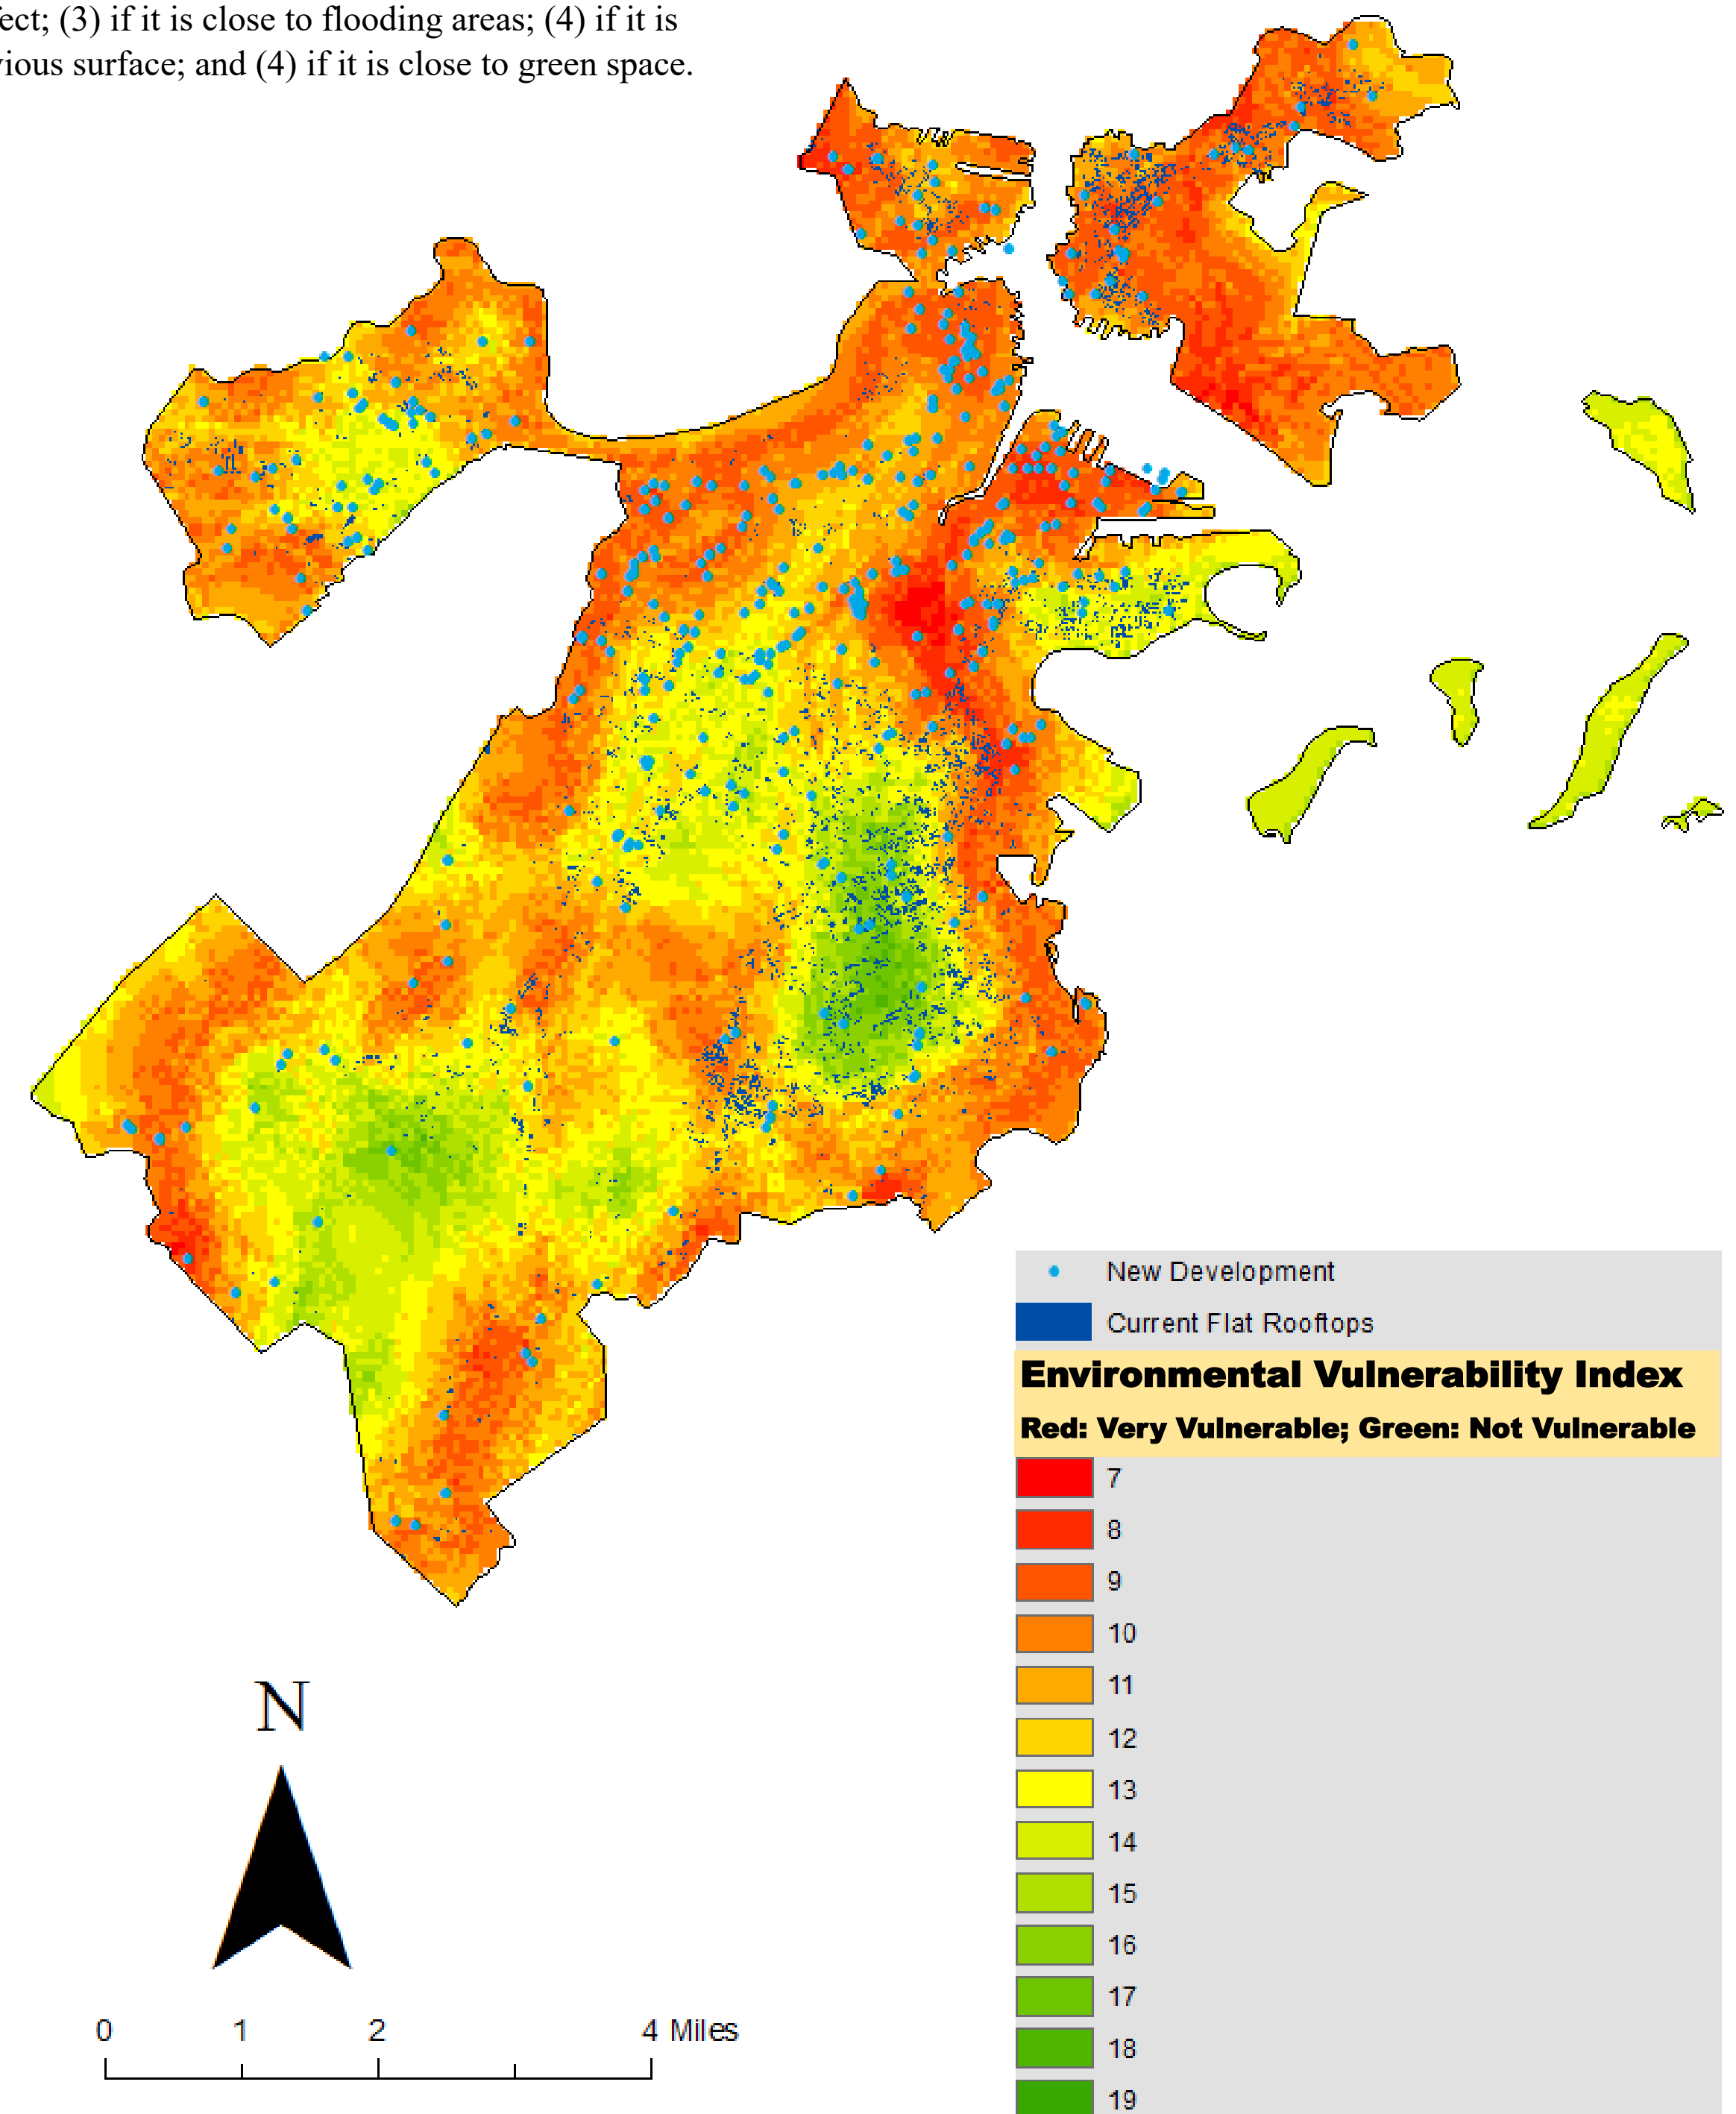 fect; (3) if it is close to flooding areas; (4) if it is
vious surface; and (4) if it is close to green space.
New Development
Current Flat Rooftops
Environmental Vulnerability Index
Red: Very Vulnerable; Green: Not Vulnerable
7
8
9
10
11
12
13
14
15
16
17
18
19
N
0 1 2 4 Miles